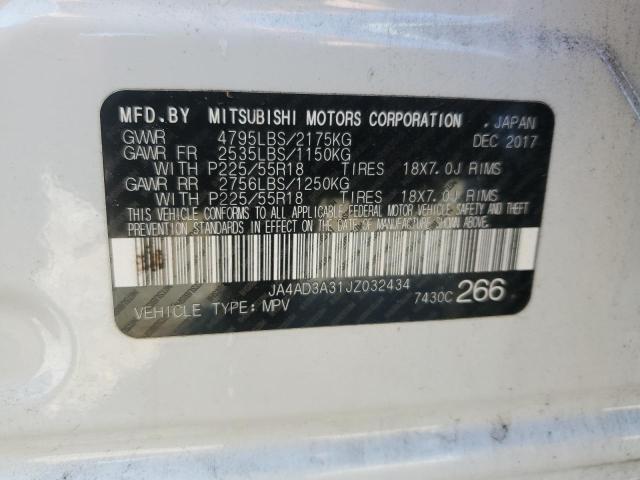 MFD.BY MITSUBISHI MOTORS CORPORATION . JAPAN
GVWR 4795LBS/2175KG DEC 2017
GAWR FR 2535LBS/1150KG
WITH P225/55R18 TIRES 18X7.0J RIMS
GAWR RR 2756LBS/1250KG
WITH P225/55R18 TIRES 18X7.0J RIMS
THIS VEHICLE CONFORMS TO ALL APPLICABLE FEDERAL MOTOR VEHICLE SAFETY AND THEFT
PREVENTION STANDARDS IN EFFECT ON THE DATE OF MANUFACTURE SHOWN ABOVE.
JA4AD3A31JZ032434
VEHICLE TYPE: MPV 7430C 266